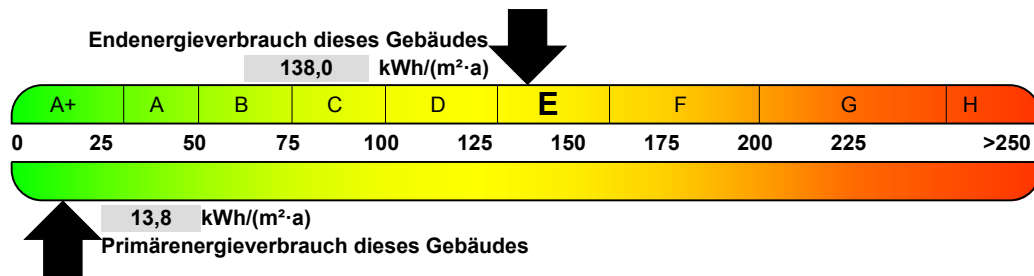 Endenergieverbrauch dieses Gebäudes
138,0 kWh/(m²·a)
A+ A B C D E F G H
0 25 50 75 100 125 150 175 200 225 >250
13,8 kWh/(m²·a)
Primärenergieverbrauch dieses Gebäudes